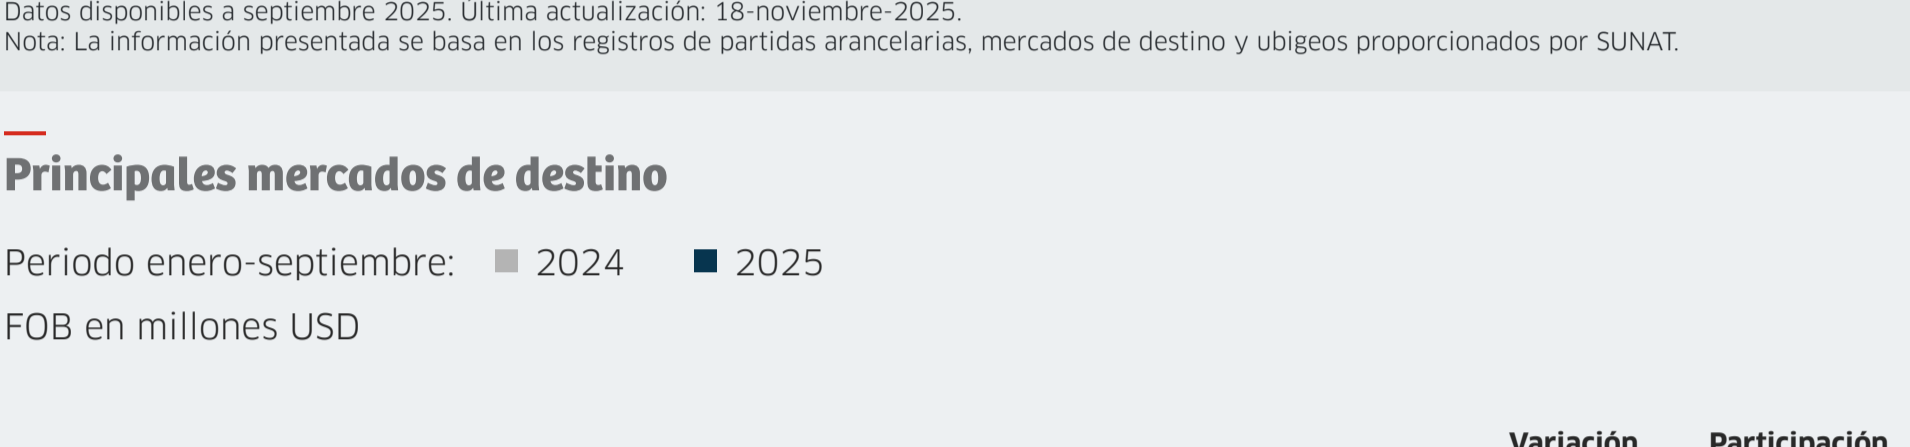 Datos disponibles a septiembre 2025. Última actualización: 18-noviembre-2025.
Nota: La información presentada se basa en los registros de partidas arancelarias, mercados de destino y ubigeos proporcionados por SUNAT.
Principales mercados de destino
Periodo enero-septiembre: 2024 2025
FOB en millones USD
Variación Participación